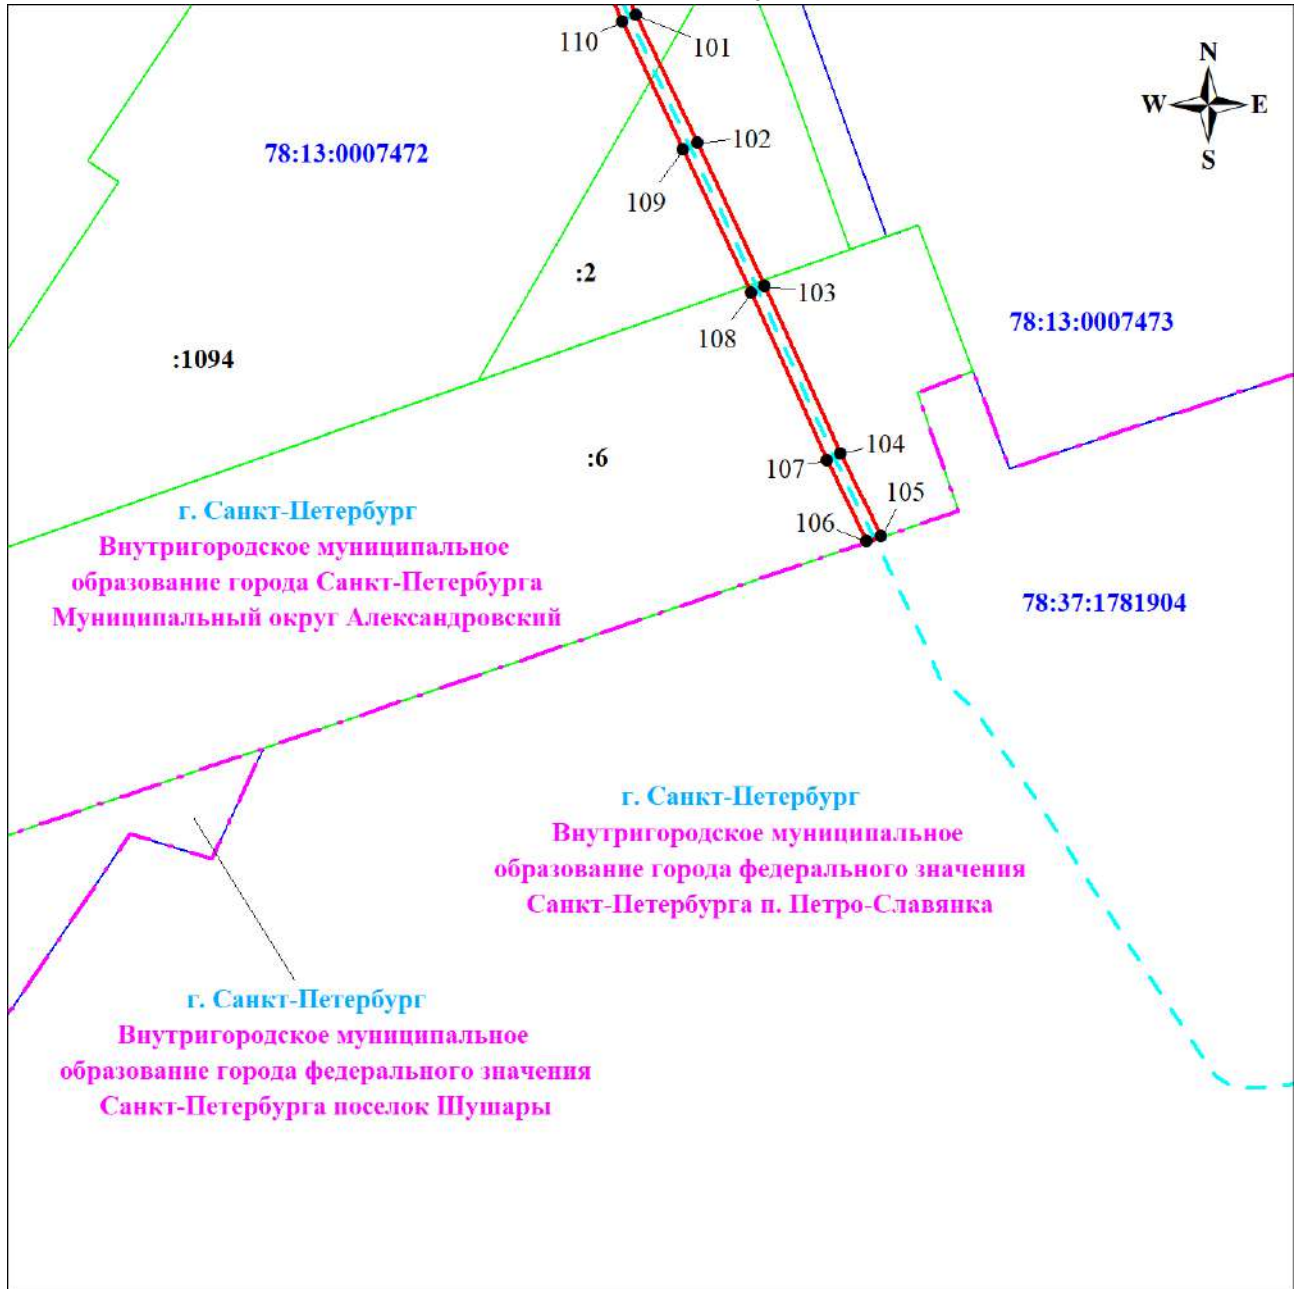 110
101
N
W E
S
102
78:13:0007472
109
:2
103
108
78:13:0007473
:1094
104
:6
107
105
г. Санкт-Петербург
106
Внутригородское муниципальное
образование города Санкт-Петербурга
Муниципальный округ Александровский
78:37:1781904
г. Санкт-Петербург
Внутригородское муниципальное
образование города федерального значения
Санкт-Петербурга п. Петро-Славянка
г. Санкт-Петербург
Внутригородское муниципальное
образование города федерального значения
Санкт-Петербурга поселок Шушары